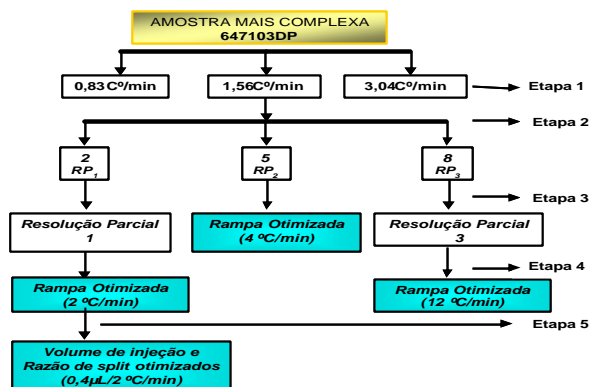 AMOSTRA MAIS COMPLEXA
647103DP
0,83Cº/min
1,56Cº/min
3,04Cº/min
Etapa 1
Etapa 2
2
RP1
5
RP2
8
RP3
Etapa 3
Resolução Parcial
1
Rampa Otimizada
(4 ºC/min)
Resolução Parcial
3
Etapa 4
Rampa Otimizada
(2 ºC/min)
Rampa Otimizada
(12 ºC/min)
Etapa 5
Volume de injeção e
Razão de split otimizados
(0,4µL/2 ºC/min)